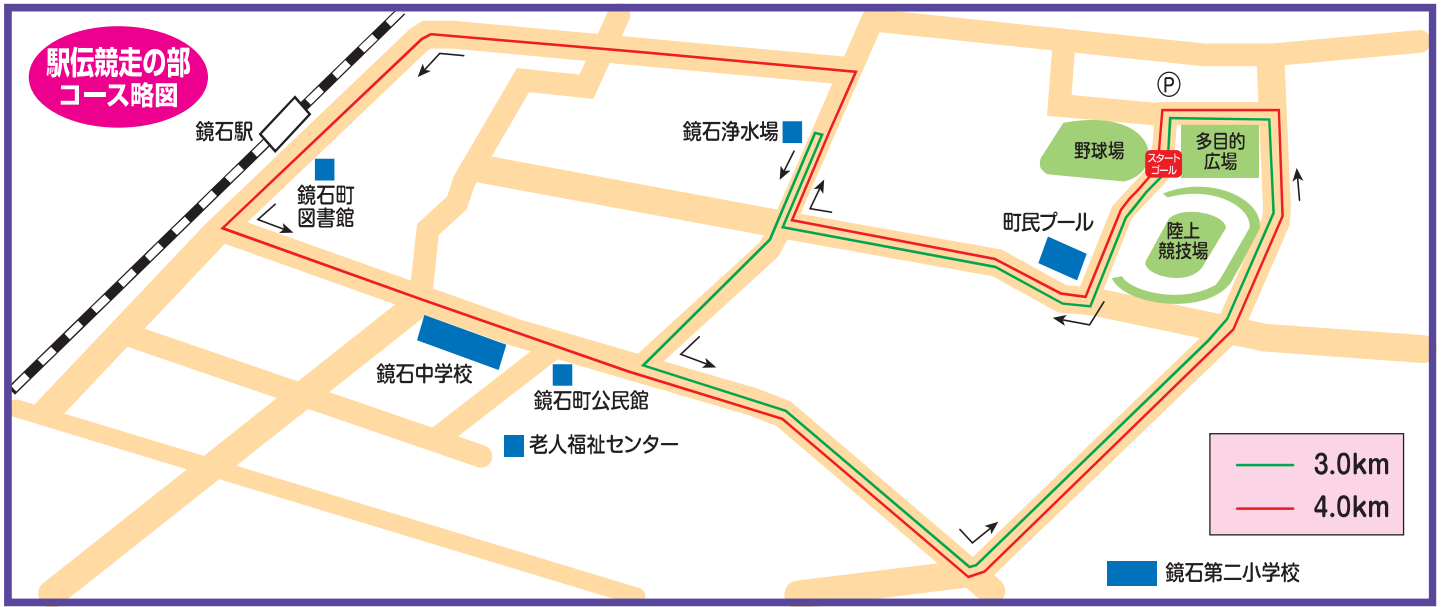 駅伝競走の部
コース略図
鏡石駅
鏡石町
図書館
鏡石浄水場
Ⓟ
野球場
スタート
ゴール
多目的
広場
陸上
競技場
町民プール
鏡石中学校
鏡石町公民館
老人福祉センター
3.0km
4.0km
鏡石第二小学校